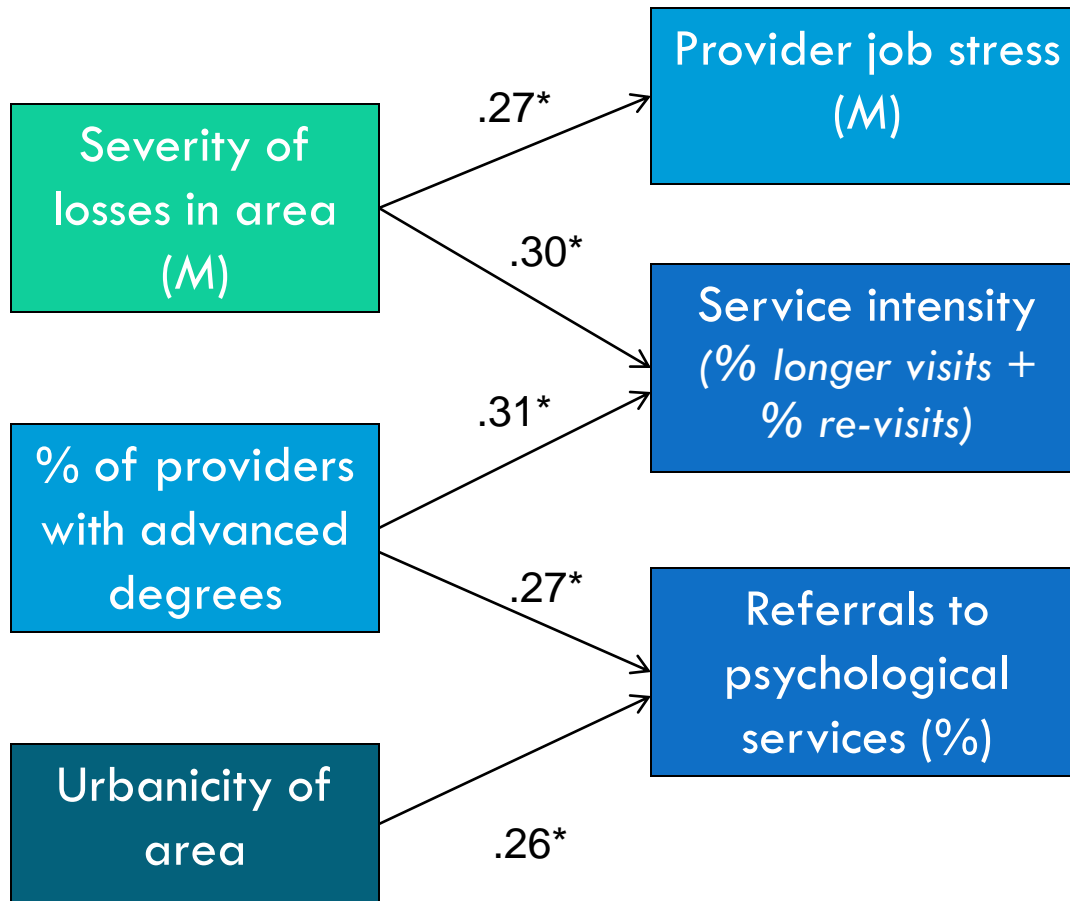 Provider job stress
(M)
.27*
Severity of
losses in area
(M)
.30*
Service intensity
(% longer visits +
% re-visits)
.31*
% of providers
with advanced
degrees
.27*
Referrals to
psychological
services (%)
Urbanicity of
area
.26*